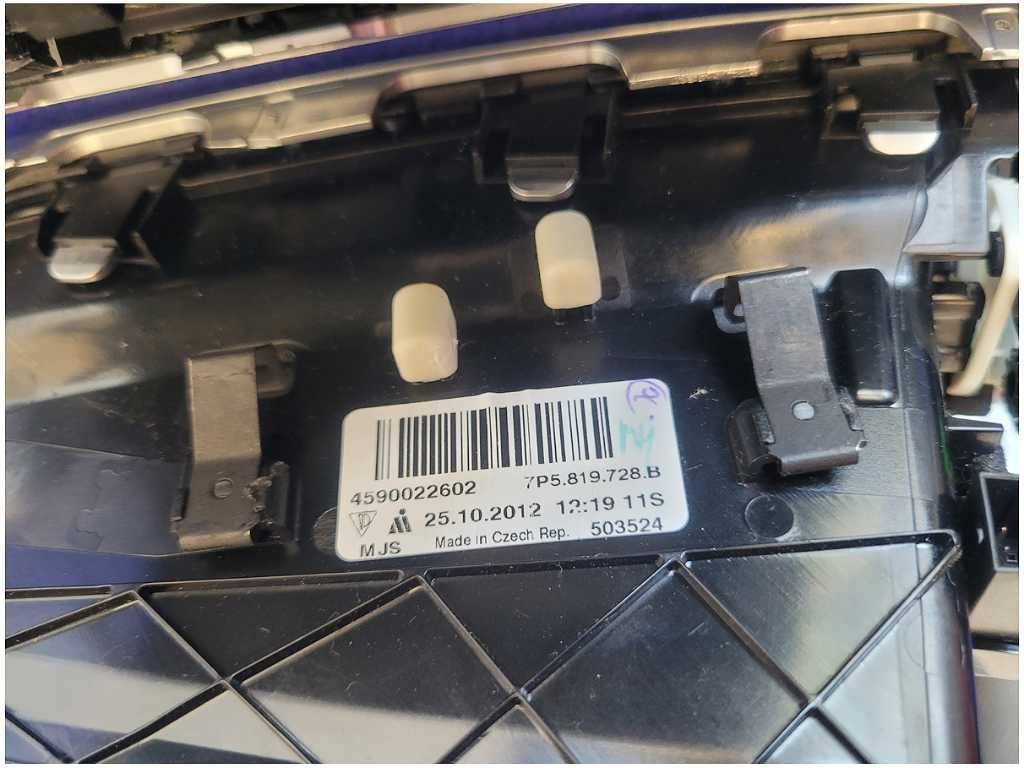 4590022602 7P5.819.728.B
25.10.2012 12:19 11S
MJS Made in Czech Rep. 503524